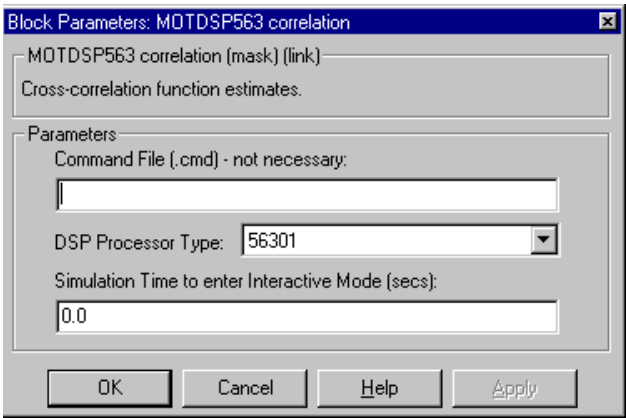 Block Parameters: MOTDSP563 correlation
MOTDSP563 correlation (mask) (link)
Cross-correlation function estimates.
Parameters
Command File (.cmd) - not necessary:
DSP Processor Type: 56301
Simulation Time to enter Interactive Mode (secs):
0.0
OK Cancel Help Apply